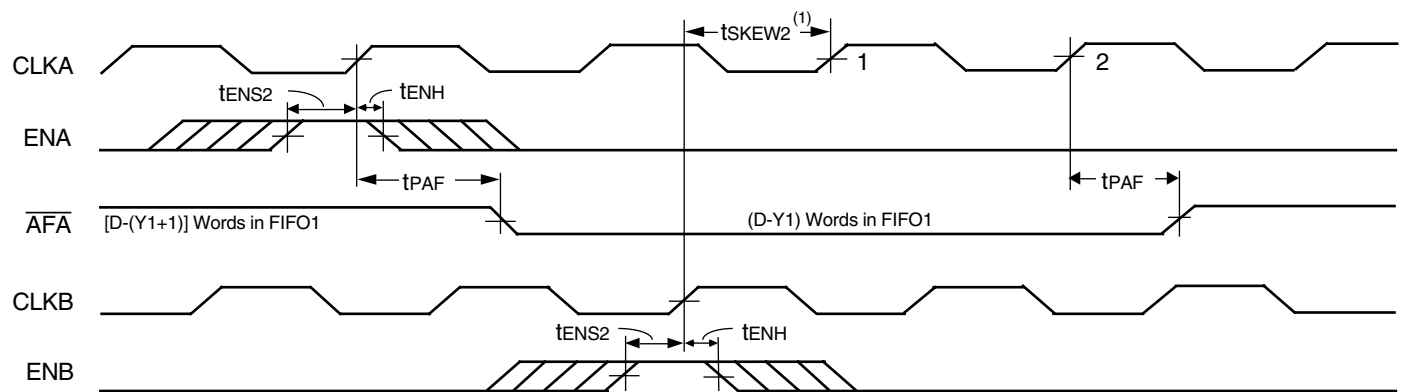 tSKEW2 (1)
CLKA 1 2
tENS2 tENH
ENA
tPAF tPAF
AFA [D-(Y1+1)] Words in FIFO1 (D-Y1) Words in FIFO1
CLKB
tENS2 tENH
ENB